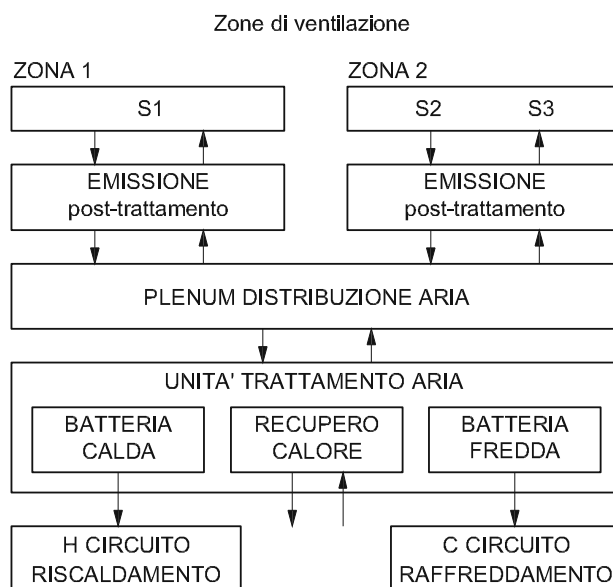 Zone di ventilazione
ZONA 1
ZONA 2
S1
S2 S3
EMISSIONE
post-trattamento
EMISSIONE
post-trattamento
PLENUM DISTRIBUZIONE ARIA
UNITA' TRATTAMENTO ARIA
BATTERIA
CALDA
RECUPERO
CALORE
BATTERIA
FREDDA
H CIRCUITO
RISCALDAMENTO
C CIRCUITO
RAFFREDDAMENTO